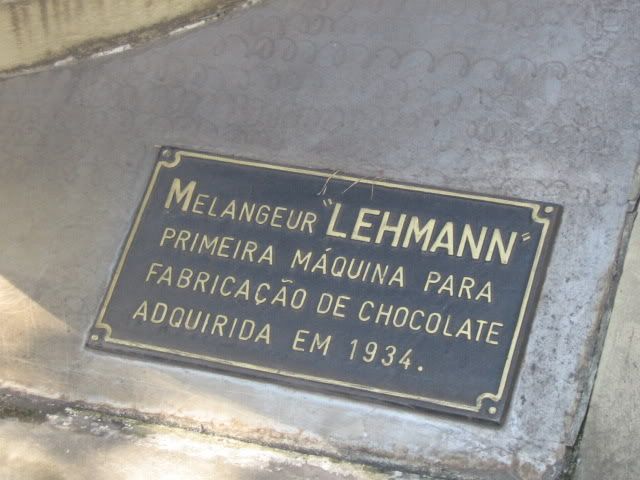 MELANGEUR "LEHMANN"
PRIMEIRA MÁQUINA PARA
FABRICAÇÃO DE CHOCOLATE
ADQUIRIDA EM 1934.